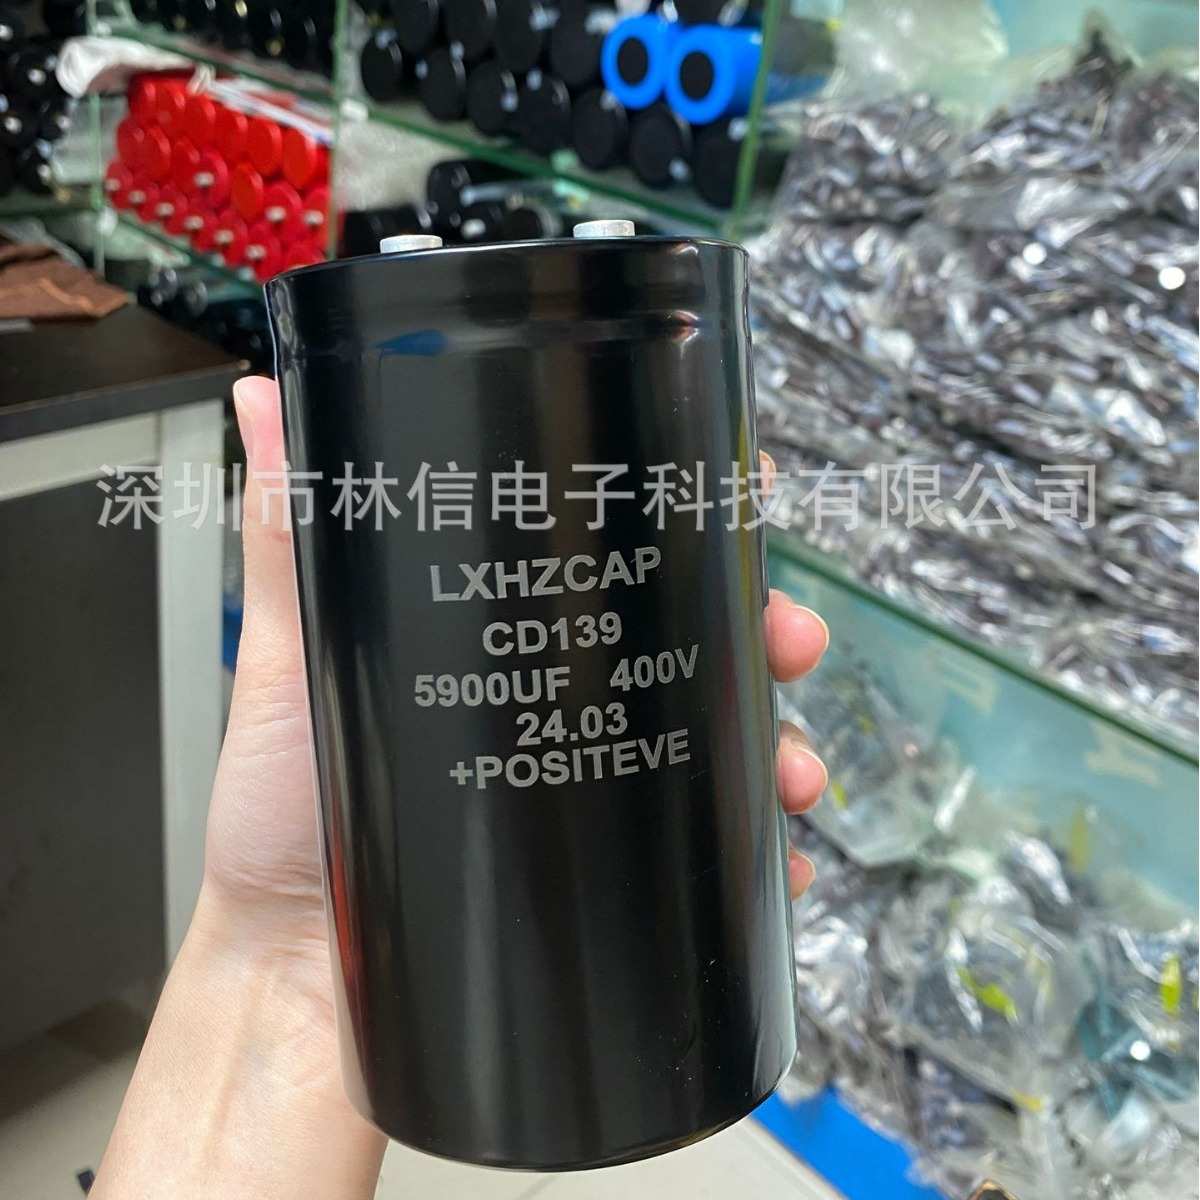 深圳市林信电子科技有限公司
LXHZCAP
CD139
5900UF 400V
24.03
+POSITEVE